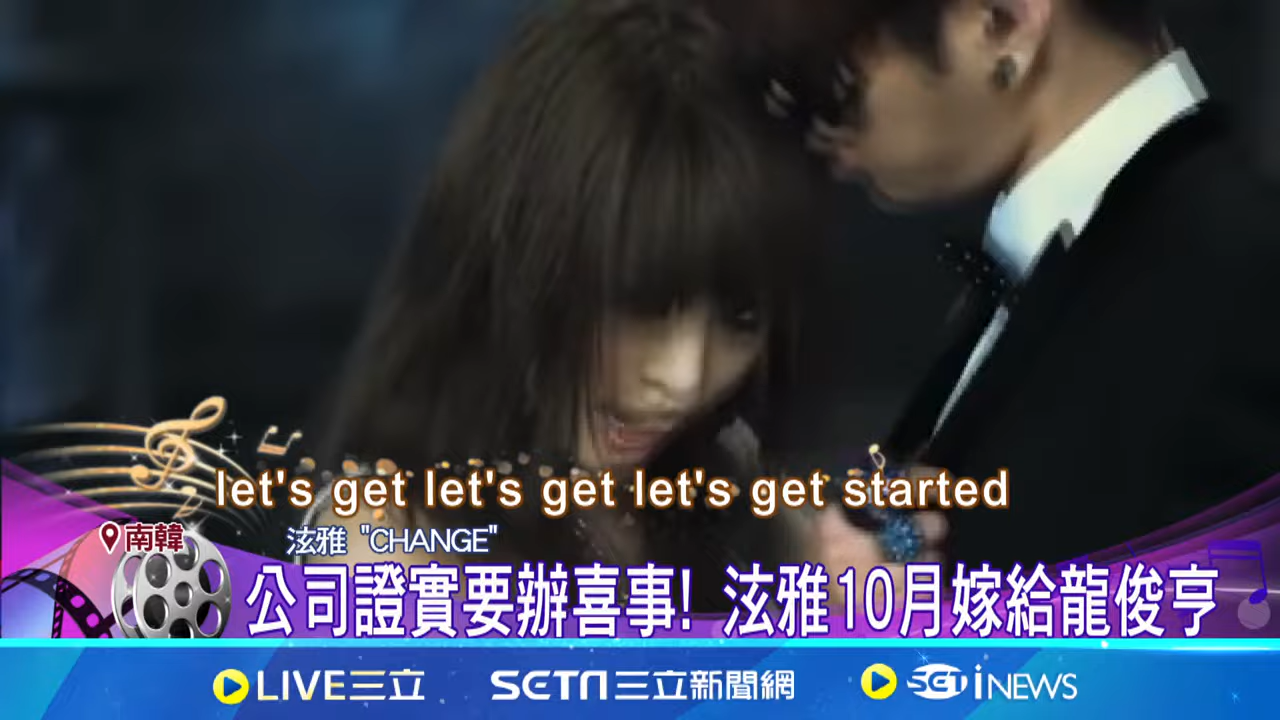 let's get let's get let's get started
南韓
泫雅 "CHANGE"
公司證實要辦喜事! 泫雅10月嫁給龍俊亨
LIVE三立 SETN三立新聞網 SET iNEWS